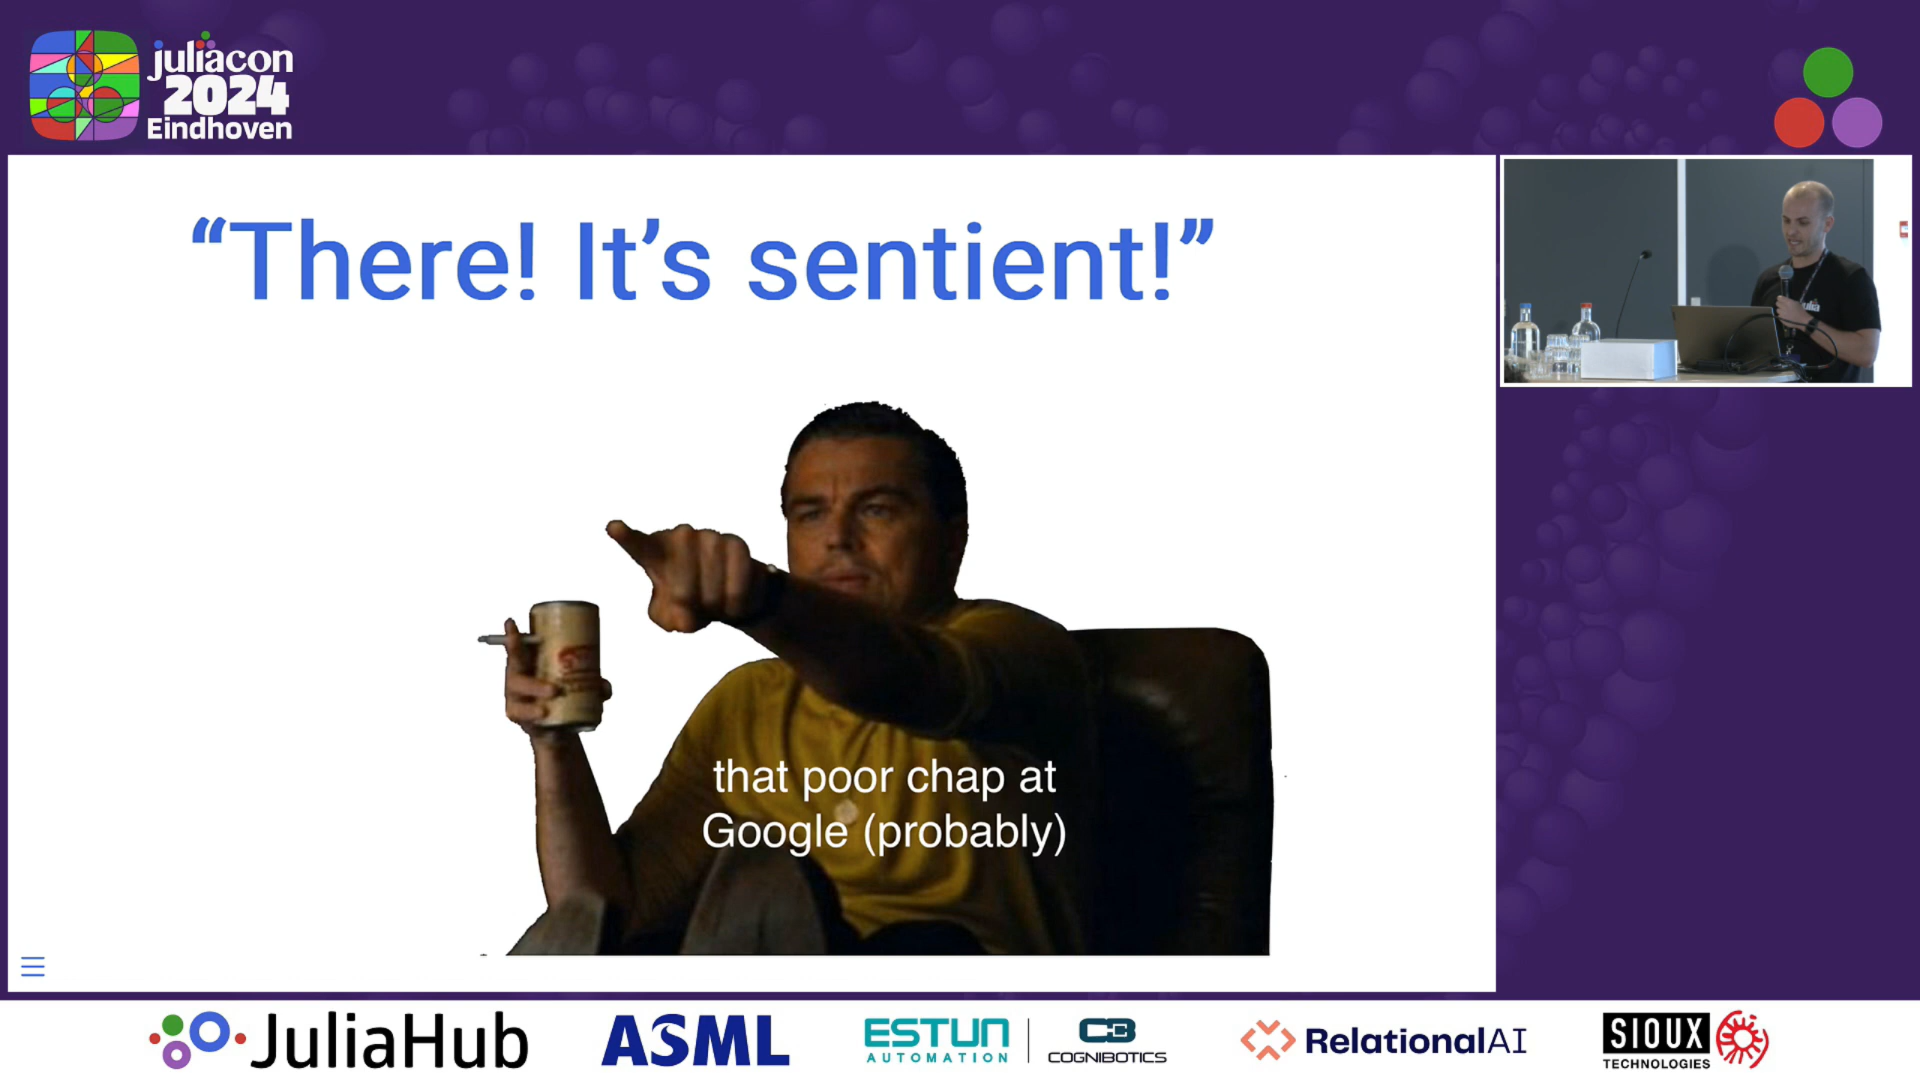 juliacon
2024
Eindhoven
“There! It’s sentient!”
that poor chap at
Google (probably)
JuliaHub
ASML
ESTUN
AUTOMATION
COGNIBOTICS
RelationalAI
SIOUX
TECHNOLOGIES